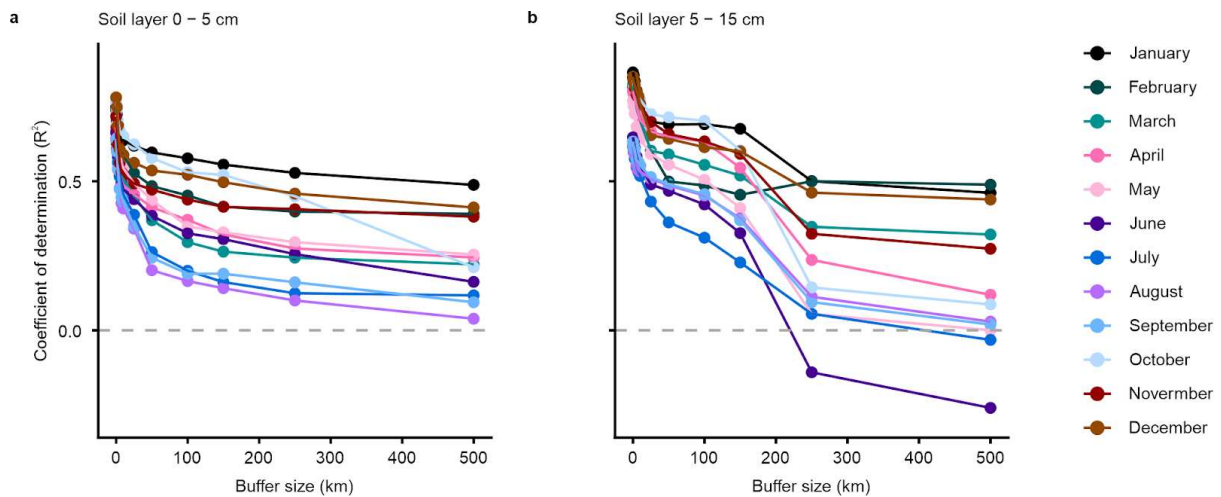 a
Soil layer 0 − 5 cm
b
Soil layer 5 − 15 cm
Coefficient of determination (R²)
0.5
0.0
0 100 200 300 400 500
Buffer size (km)
0.5
0.0
0 100 200 300 400 500
Buffer size (km)
January
February
March
April
May
June
July
August
September
October
Novermber
December